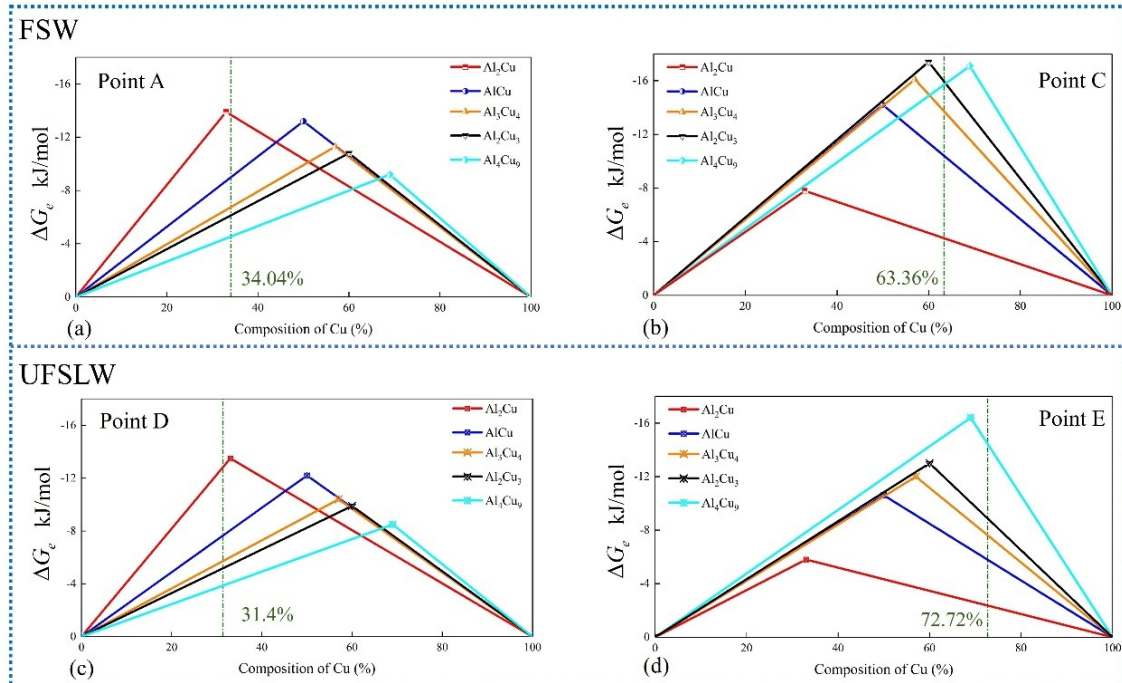 FSW
Point A
Al₂Cu
AlCu
Al₃Cu₄
Al₂Cu₃
Al₄Cu₉
ΔGₑ kJ/mol
-16
-12
-8
-4
0
34.04%
0 20 40 60 80 100
(a) Composition of Cu (%)
Point C
Al₂Cu
AlCu
Al₃Cu₄
Al₂Cu₃
Al₄Cu₉
ΔGₑ kJ/mol
-16
-12
-8
-4
0
63.36%
0 20 40 60 80 100
(b) Composition of Cu (%)
UFSLW
Point D
Al₂Cu
AlCu
Al₃Cu₄
Al₂Cu₃
Al₄Cu₉
ΔGₑ kJ/mol
-16
-12
-8
-4
0
31.4%
0 20 40 60 80 100
(c) Composition of Cu (%)
Point E
Al₂Cu
AlCu
Al₃Cu₄
Al₂Cu₃
Al₄Cu₉
ΔGₑ kJ/mol
-16
-12
-8
-4
0
72.72%
0 20 40 60 80 100
(d) Composition of Cu (%)